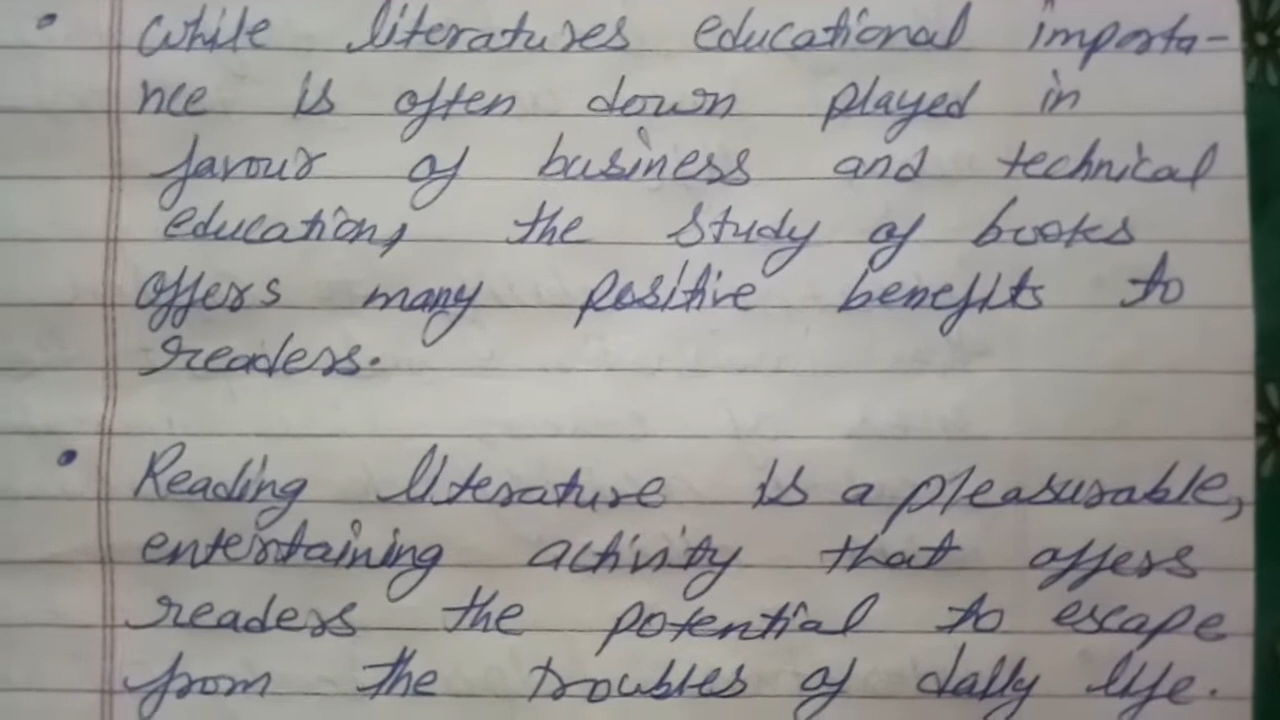 • While literatures educational importa-
nce is often down played in
favour of business and technical
education, the study of books
offers many positive benefits to
readers.
• Reading literature is a pleasurable,
entertaining activity that offers
readers the potential to escape
from the troubles of daily life.